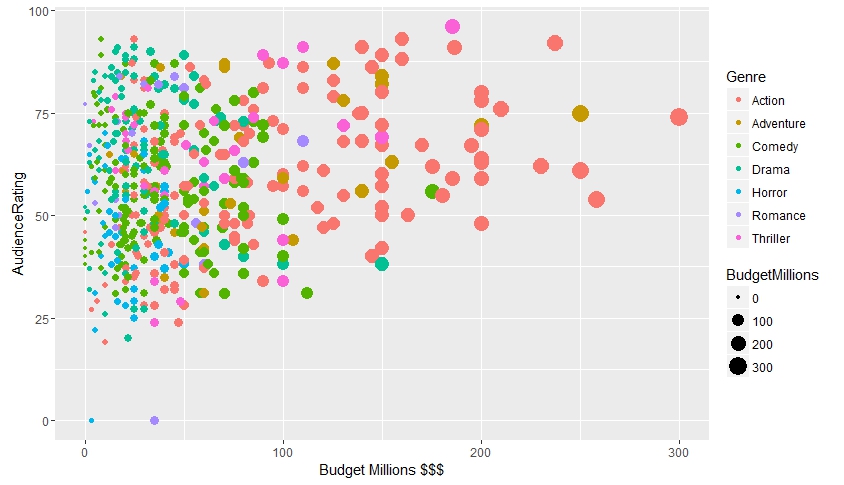 100
75
50
25
0
AudienceRating
0
100
200
300
Budget Millions $$$
Genre
Action
Adventure
Comedy
Drama
Horror
Romance
Thriller
BudgetMillions
0
100
200
300